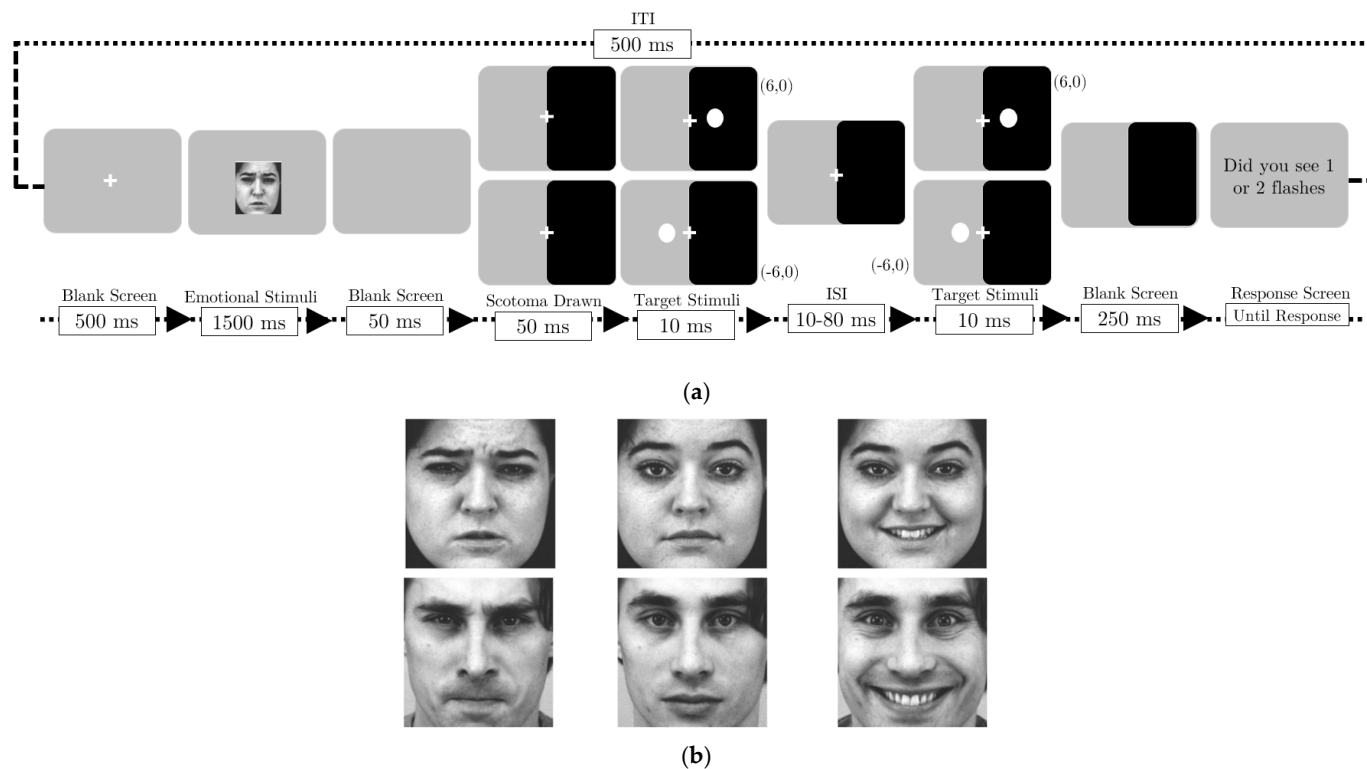 ITI
500 ms
(6,0)
(6,0)
Did you see 1
or 2 flashes
(-6,0)
(-6,0)
Blank Screen
500 ms
Emotional Stimuli
1500 ms
Blank Screen
50 ms
Scotoma Drawn
50 ms
Target Stimuli
10 ms
ISI
10-80 ms
Target Stimuli
10 ms
Blank Screen
250 ms
Response Screen
Until Response
(a)
(b)